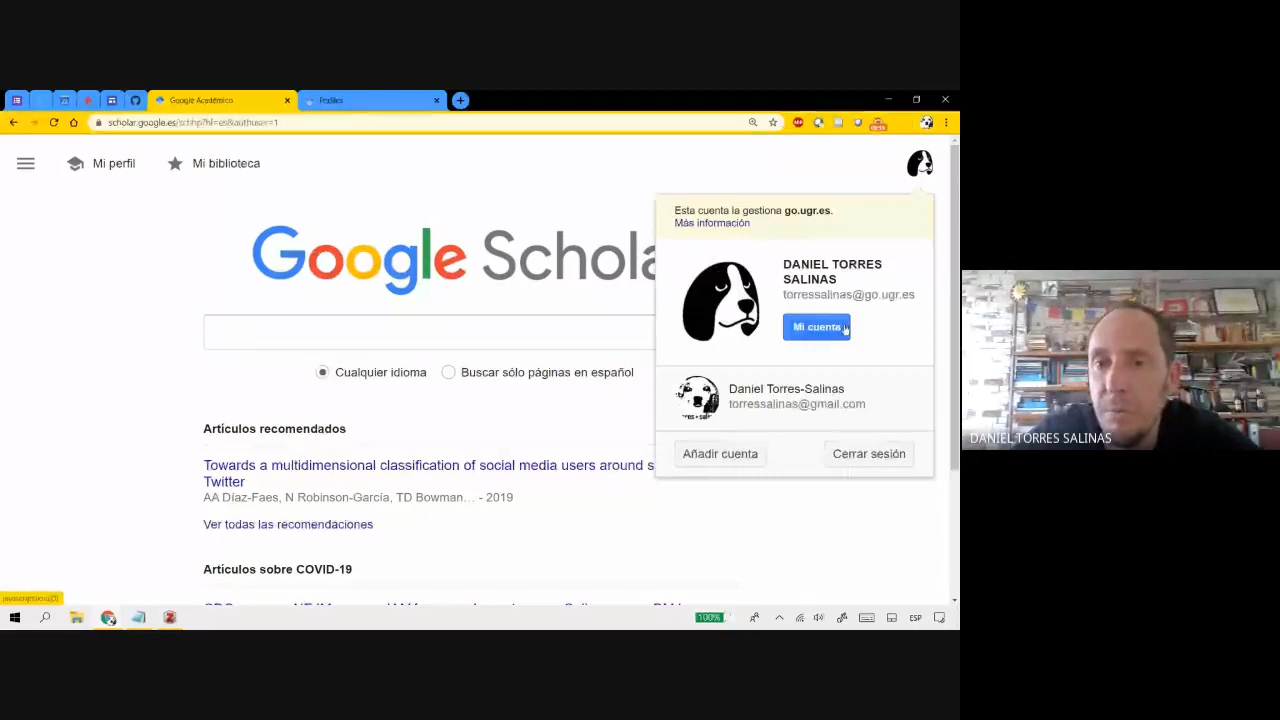 Google Académico
Perfiles
scholar.google.es/schhp?hl=es&authuser=1
Mi perfil
Mi biblioteca
Esta cuenta la gestiona go.ugr.es.
Más información
Google Schola
DANIEL TORRES
SALINAS
torressalinas@go.ugr.es
Mi cuenta
Cualquier idioma
Buscar sólo páginas en español
Daniel Torres-Salinas
torressalinas@gmail.com
Artículos recomendados
Añadir cuenta
Cerrar sesión
Towards a multidimensional classification of social media users around s
Twitter
AA Díaz-Faes, N Robinson-García, TD Bowman… - 2019
Ver todas las recomendaciones
Artículos sobre COVID-19
100%
ESP
DANIEL TORRES SALINAS